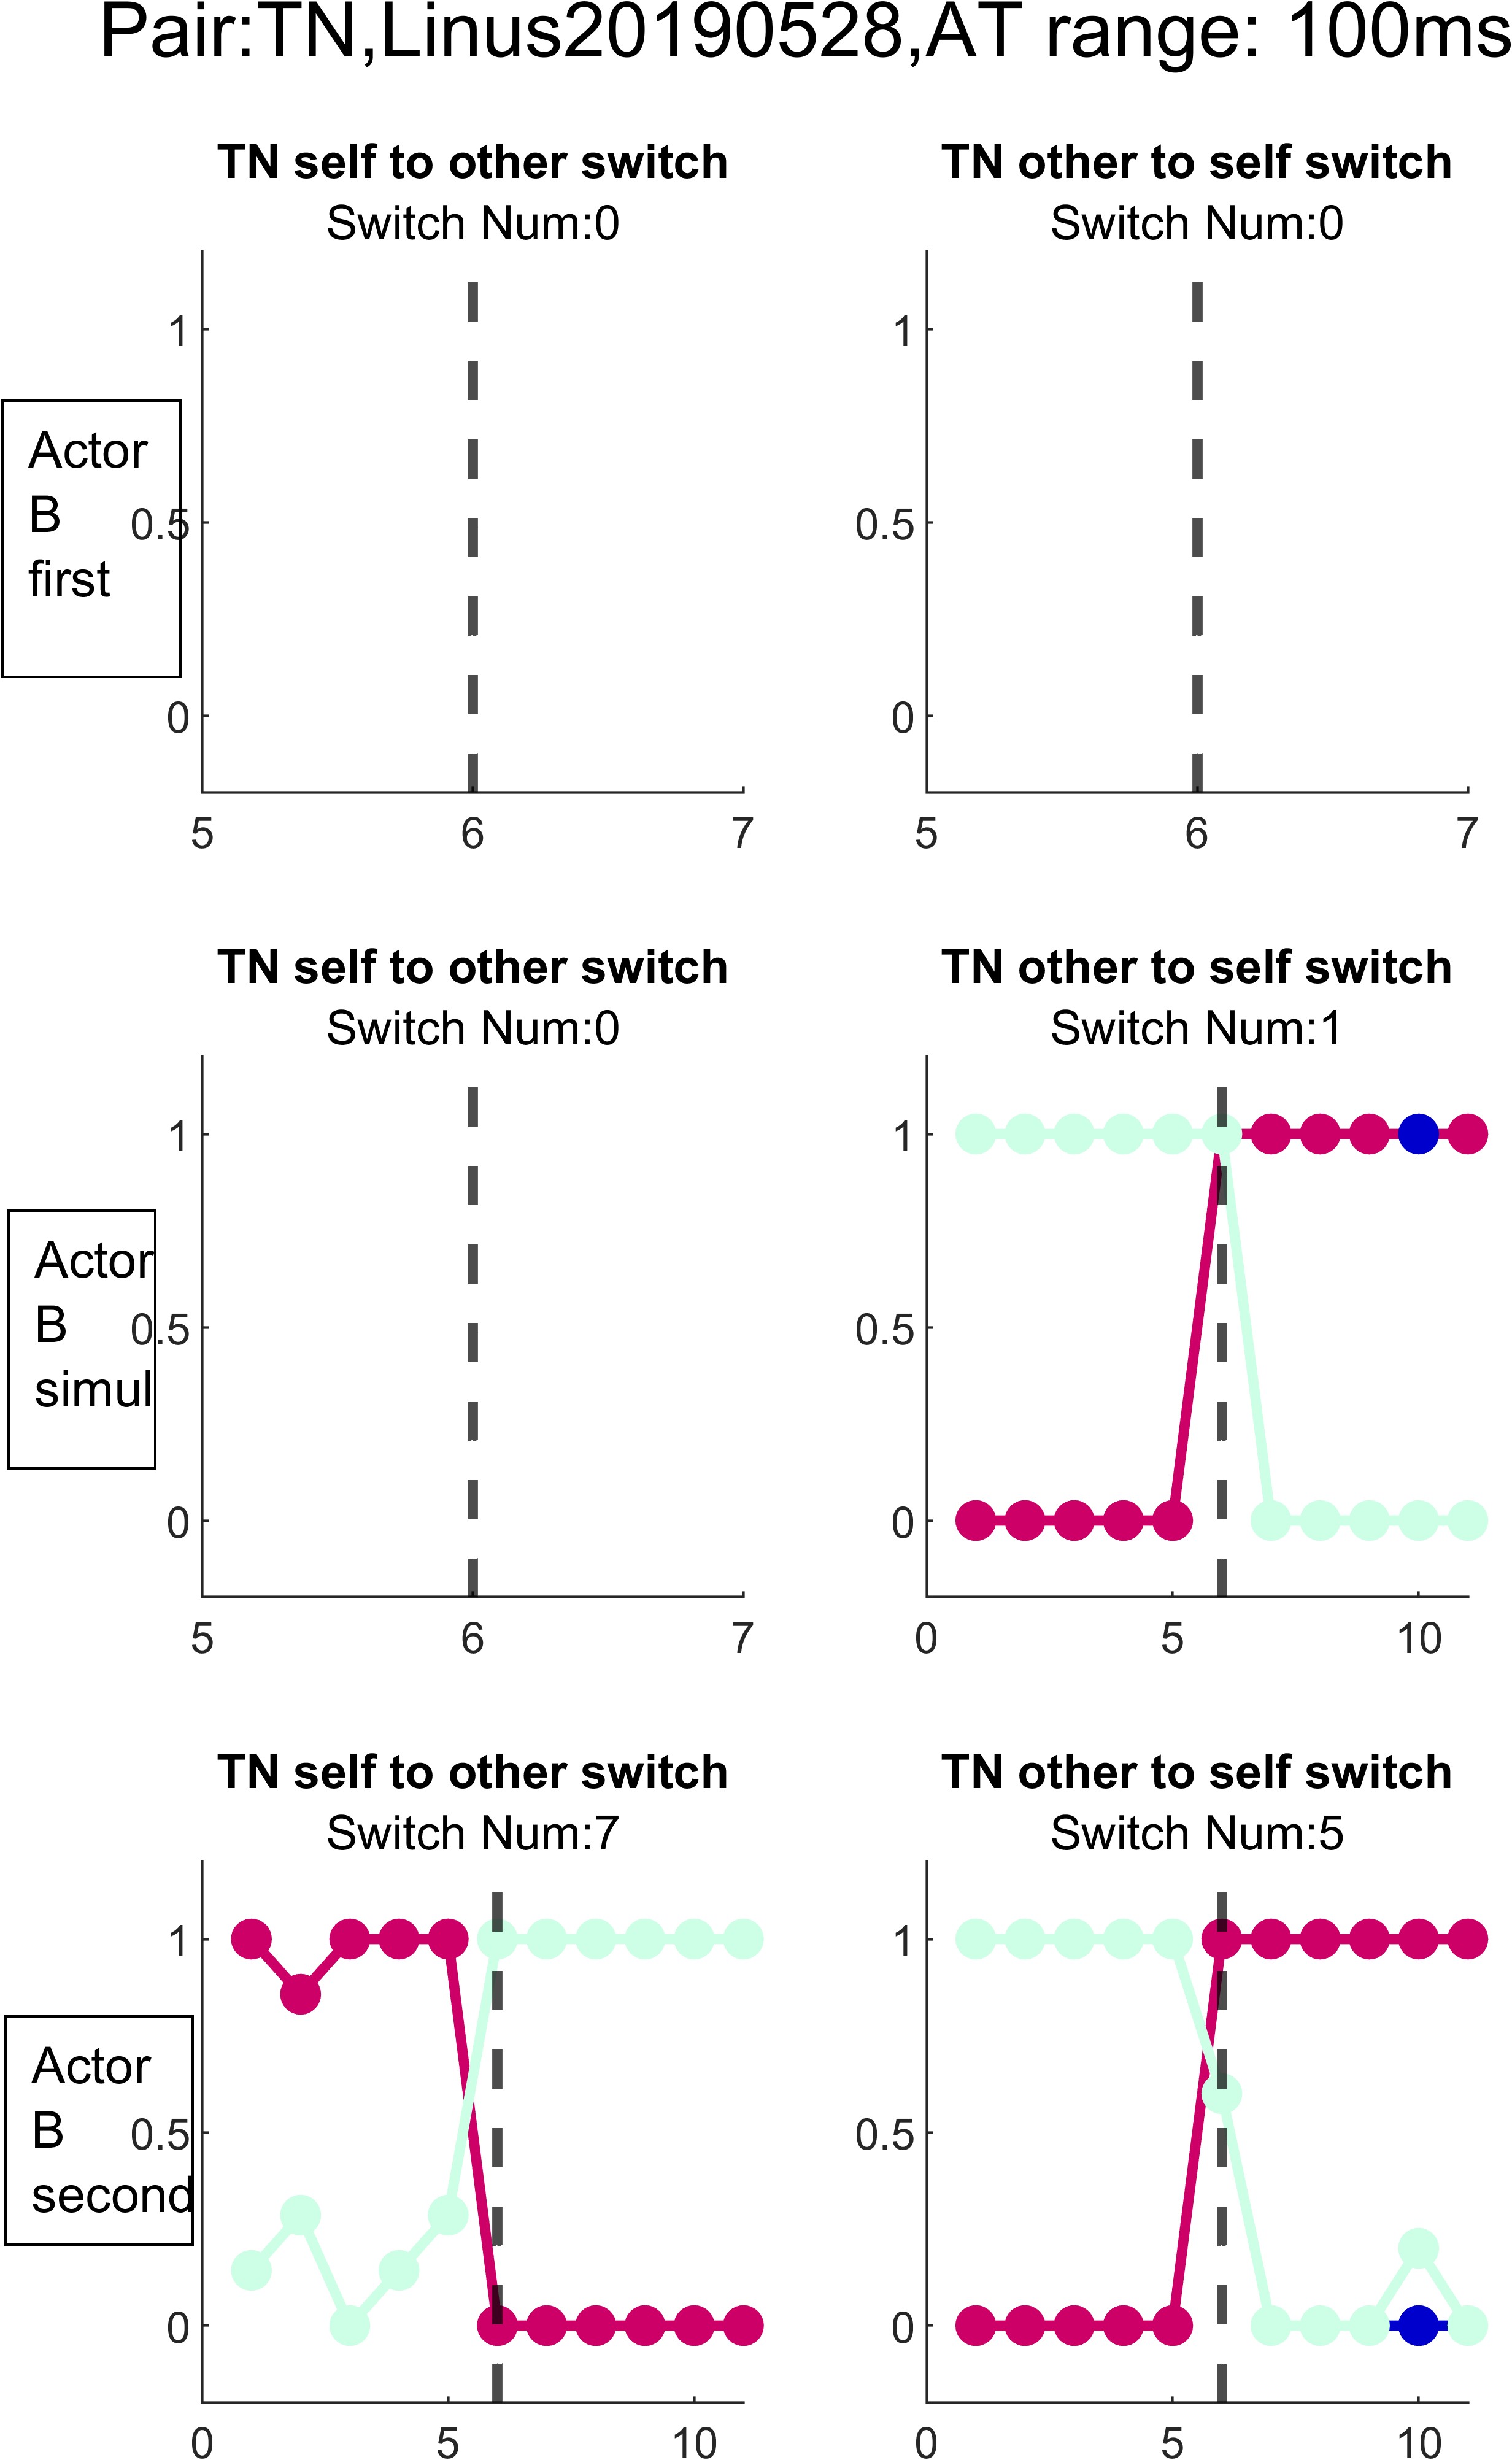 Pair:TN,Linus20190528,AT range: 100ms
TN self to other switch
Switch Num:0
TN other to self switch
Switch Num:0
Actor
B
first
1
0.5
0
5
6
7
1
0.5
0
5
6
7
TN self to other switch
Switch Num:0
TN other to self switch
Switch Num:1
Actor
B
simul
1
0.5
0
5
6
7
1
0.5
0
0
5
10
TN self to other switch
Switch Num:7
TN other to self switch
Switch Num:5
Actor
B
second
1
0.5
0
0
5
10
1
0.5
0
0
5
10